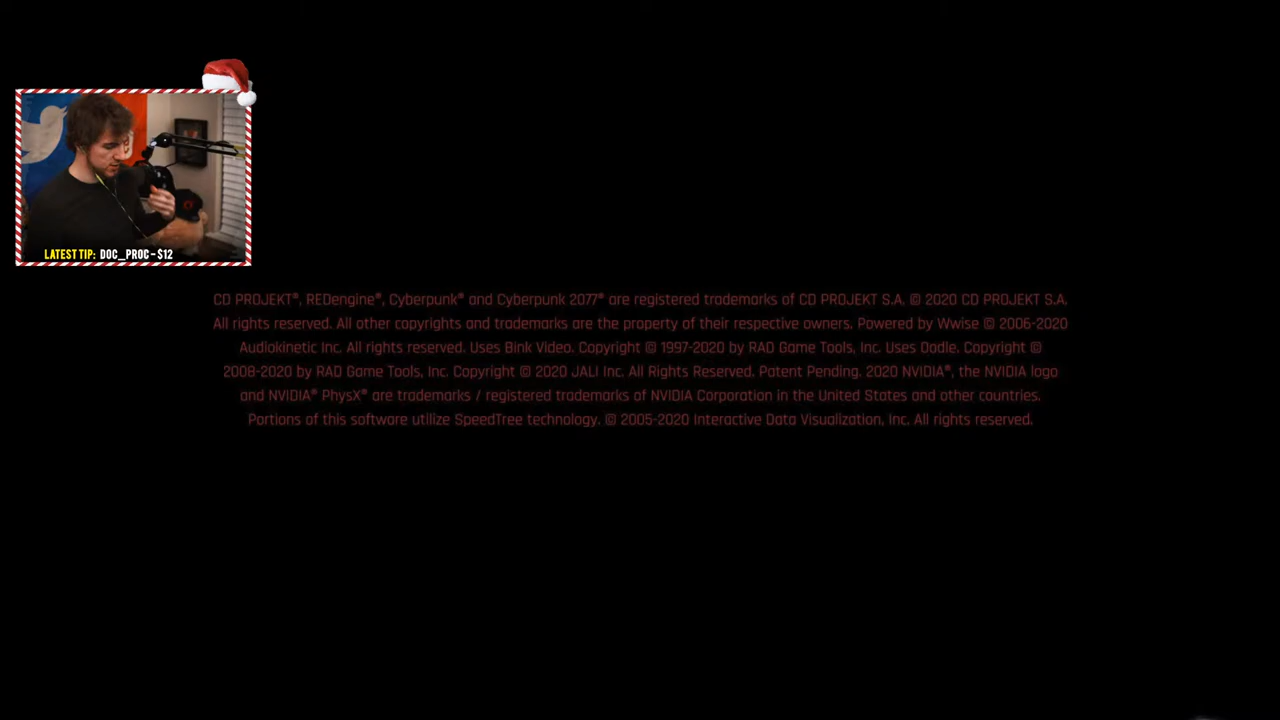 LATEST TIP: DOC_PROC - $12
CD PROJEKT®, REDengine®, Cyberpunk® and Cyberpunk 2077® are registered trademarks of CD PROJEKT S.A. © 2020 CD PROJEKT S.A.
All rights reserved. All other copyrights and trademarks are the property of their respective owners. Powered by Wwise © 2006-2020
Audiokinetic Inc. All rights reserved. Uses Bink Video. Copyright © 1997-2020 by RAD Game Tools, Inc. Uses Oodle. Copyright ©
2008-2020 by RAD Game Tools, Inc. Copyright © 2020 JALI Inc. All Rights Reserved. Patent Pending. 2020 NVIDIA®, the NVIDIA logo
and NVIDIA® PhysX® are trademarks / registered trademarks of NVIDIA Corporation in the United States and other countries.
Portions of this software utilize SpeedTree technology. © 2005-2020 Interactive Data Visualization, Inc. All rights reserved.